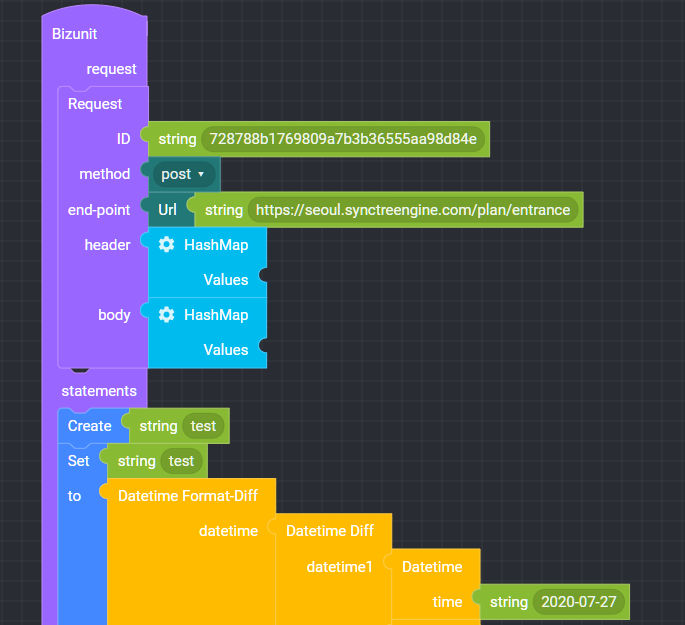 Bizunit
request
Request
ID string 728788b1769809a7b3b36555aa98d84e
method post
end-point Url string https://seoul.synctreengine.com/plan/entrance
header HashMap
Values
body HashMap
Values
statements
Create string test
Set string test
to Datetime Format-Diff
datetime Datetime Diff
datetime1 Datetime
time string 2020-07-27